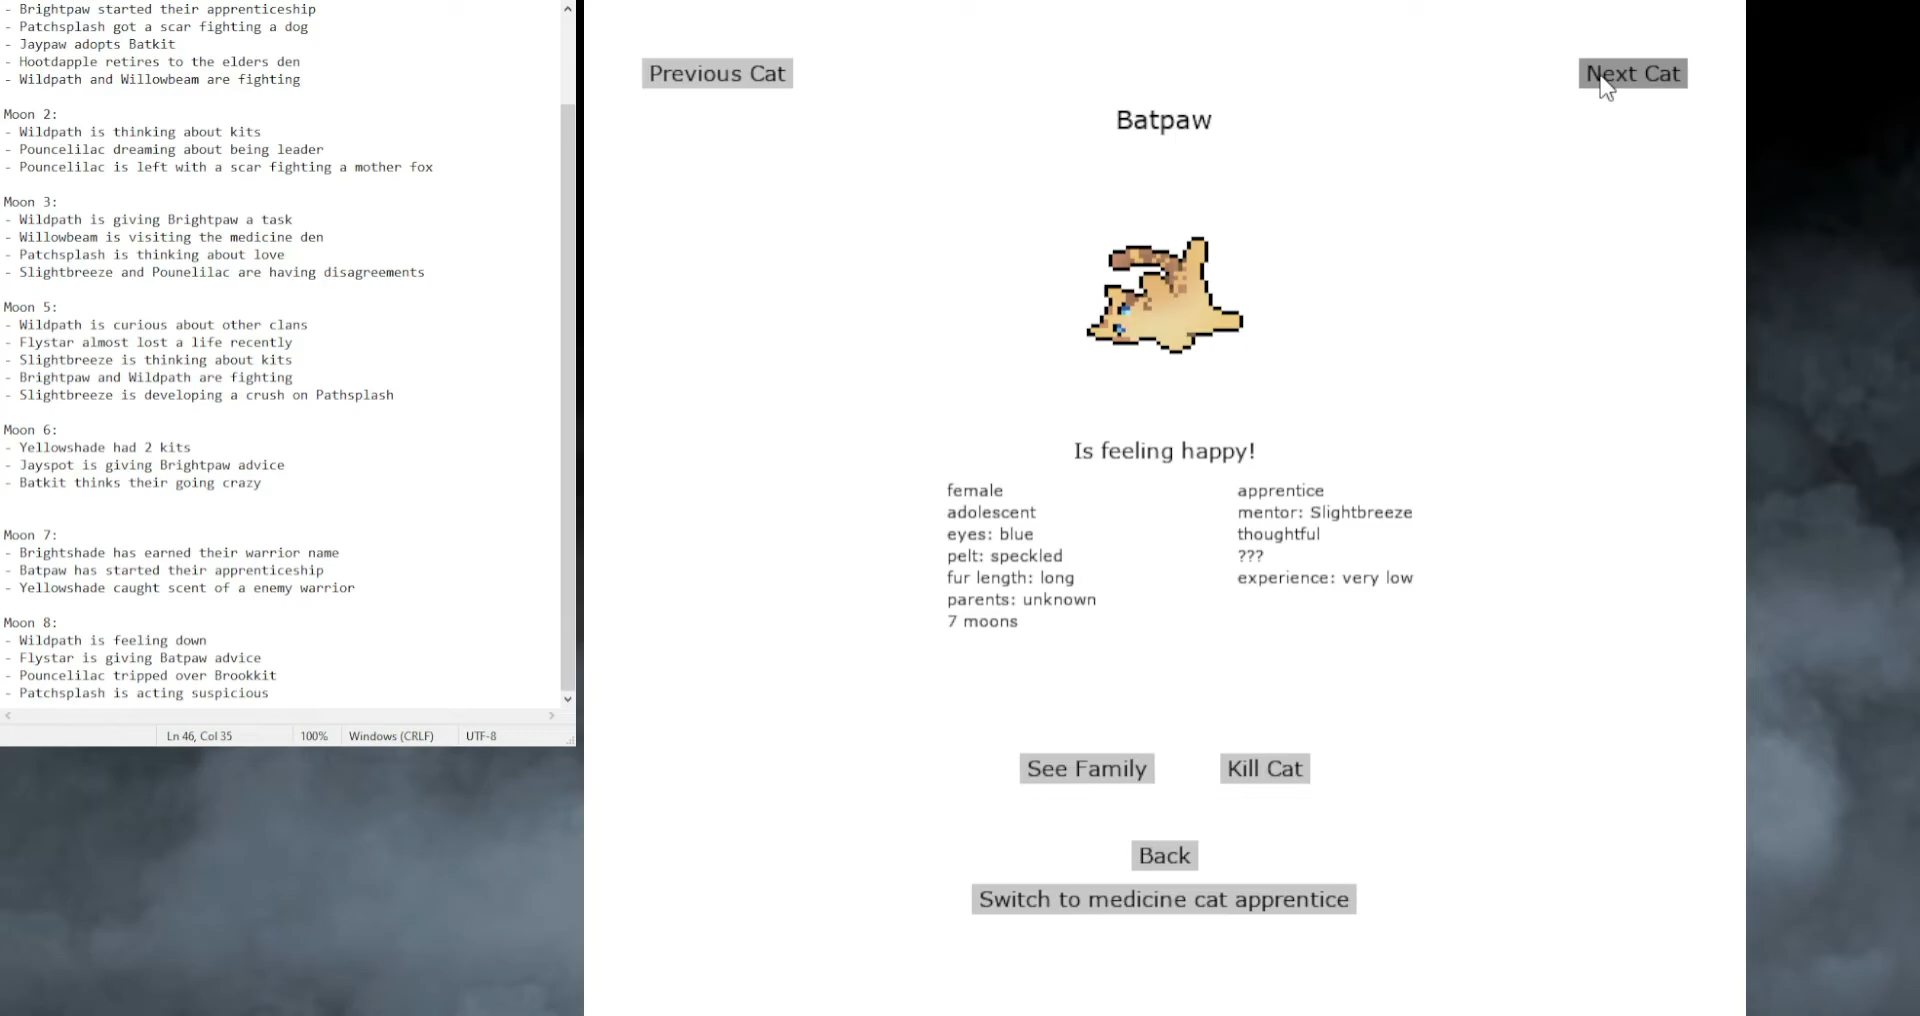 - Brightpaw started their apprenticeship
- Patchsplash got a scar fighting a dog
- Jaypaw adopts Batkit
- Hootdapple retires to the elders den
- Wildpath and Willowbeam are fighting
Moon 2:
- Wildpath is thinking about kits
- Pouncelilac dreaming about being leader
- Pouncelilac is left with a scar fighting a mother fox
Moon 3:
- Wildpath is giving Brightpaw a task
- Willowbeam is visiting the medicine den
- Patchsplash is thinking about love
- Slightbreeze and Pounelilac are having disagreements
Moon 5:
- Wildpath is curious about other clans
- Flystar almost lost a life recently
- Slightbreeze is thinking about kits
- Brightpaw and Wildpath are fighting
- Slightbreeze is developing a crush on Pathsplash
Moon 6:
- Yellowshade had 2 kits
- Jayspot is giving Brightpaw advice
- Batkit thinks their going crazy
Moon 7:
- Brightshade has earned their warrior name
- Batpaw has started their apprenticeship
- Yellowshade caught scent of a enemy warrior
Moon 8:
- Wildpath is feeling down
- Flystar is giving Batpaw advice
- Pouncelilac tripped over Brookkit
- Patchsplash is acting suspicious
Ln 46, Col 35 100% Windows (CRLF) UTF-8
Previous Cat
Next Cat
Batpaw
Is feeling happy!
female
adolescent
eyes: blue
pelt: speckled
fur length: long
parents: unknown
7 moons
apprentice
mentor: Slightbreeze
thoughtful
???
experience: very low
See Family
Kill Cat
Back
Switch to medicine cat apprentice